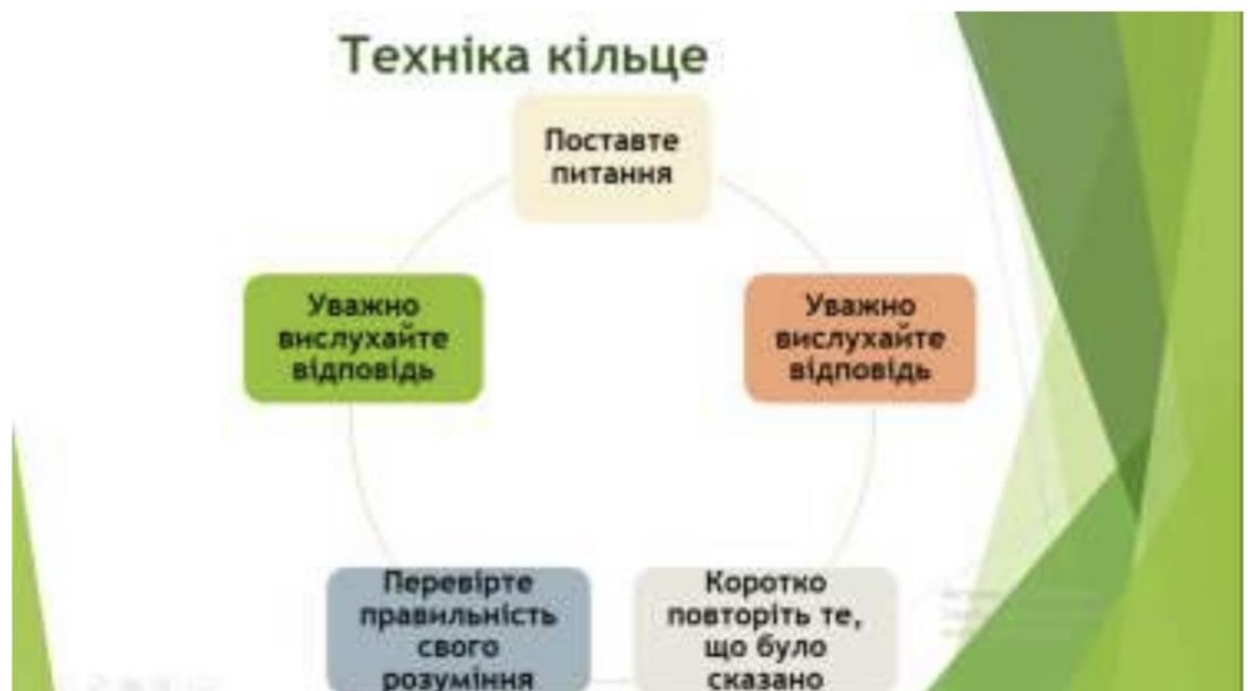 Техніка кільце
Поставте
питання
Уважно
вислухайте
відповідь
Уважно
вислухайте
відповідь
Коротко
повторіть те,
що було
сказано
Перевірте
правильність
свого
розуміння